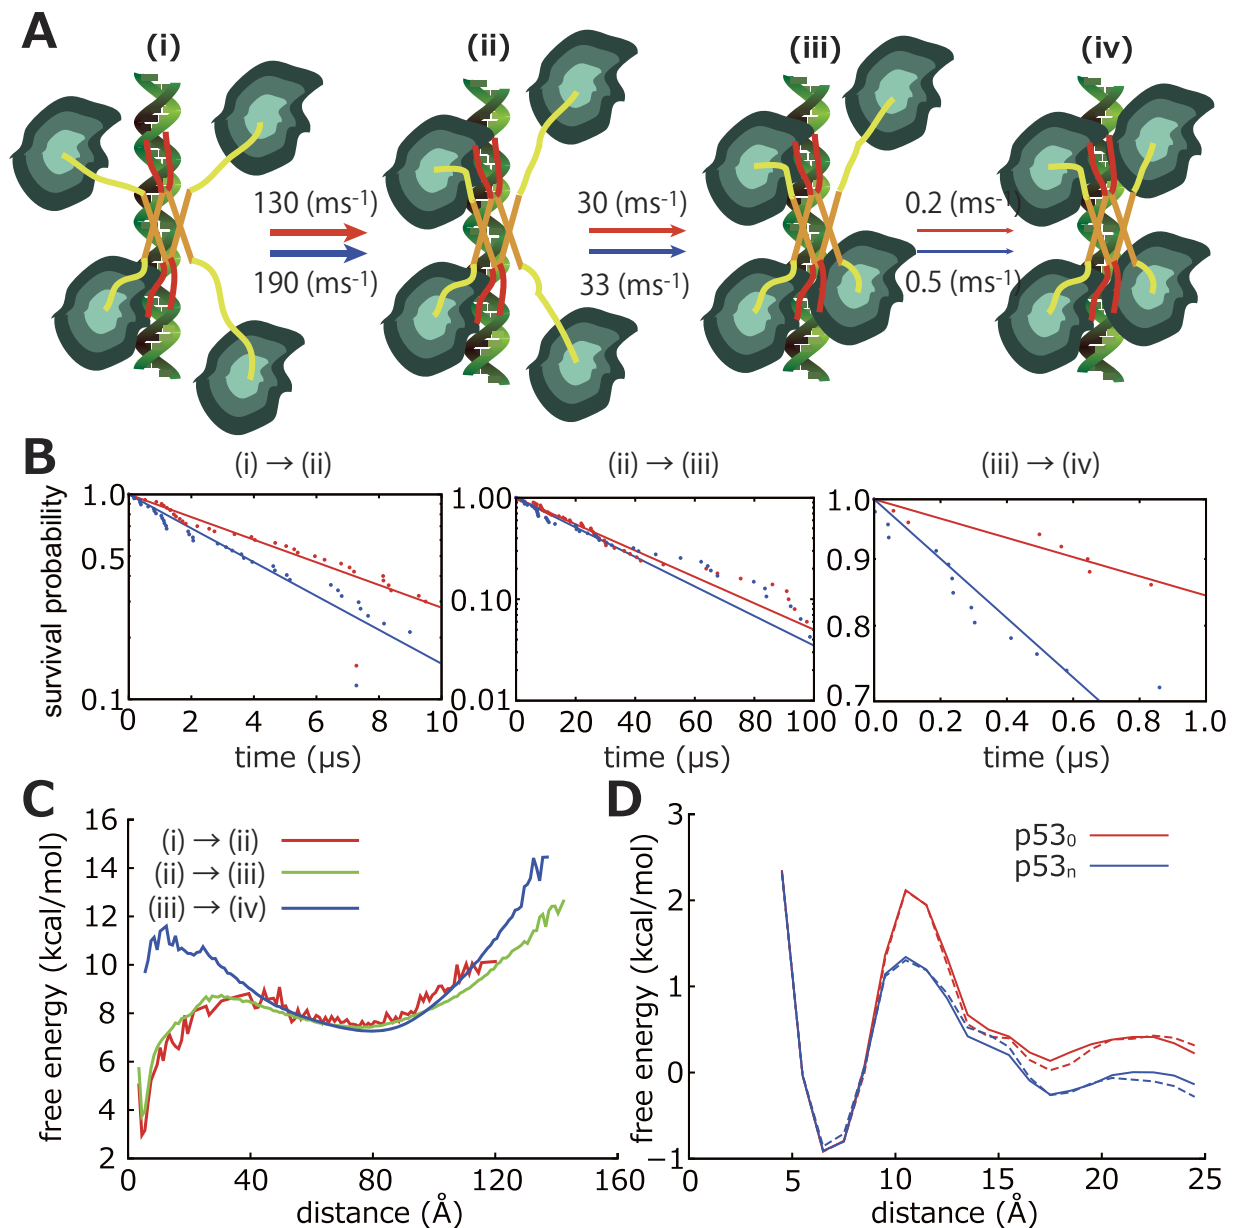 A
(i)
(ii)
(iii)
(iv)
130 (ms-1)
190 (ms-1)
30 (ms-1)
33 (ms-1)
0.2 (ms-1)
0.5 (ms-1)
B
(i) → (ii)
(ii) → (iii)
(iii) → (iv)
survival probability
1.0
0.5
0.1
0 2 4 6 8 10
time (µs)
1.00
0.10
0.01
0 20 40 60 80 100
time (µs)
1.0
0.9
0.8
0.7
0.0 0.2 0.4 0.6 0.8 1.0
time (µs)
C
free energy (kcal/mol)
16
14
12
10
8
6
4
2
(i) → (ii)
(ii) → (iii)
(iii) → (iv)
0 40 80 120 160
distance (Å)
D
free energy (kcal/mol)
3
2
1
0
−1
p530
p53n
5 10 15 20 25
distance (Å)